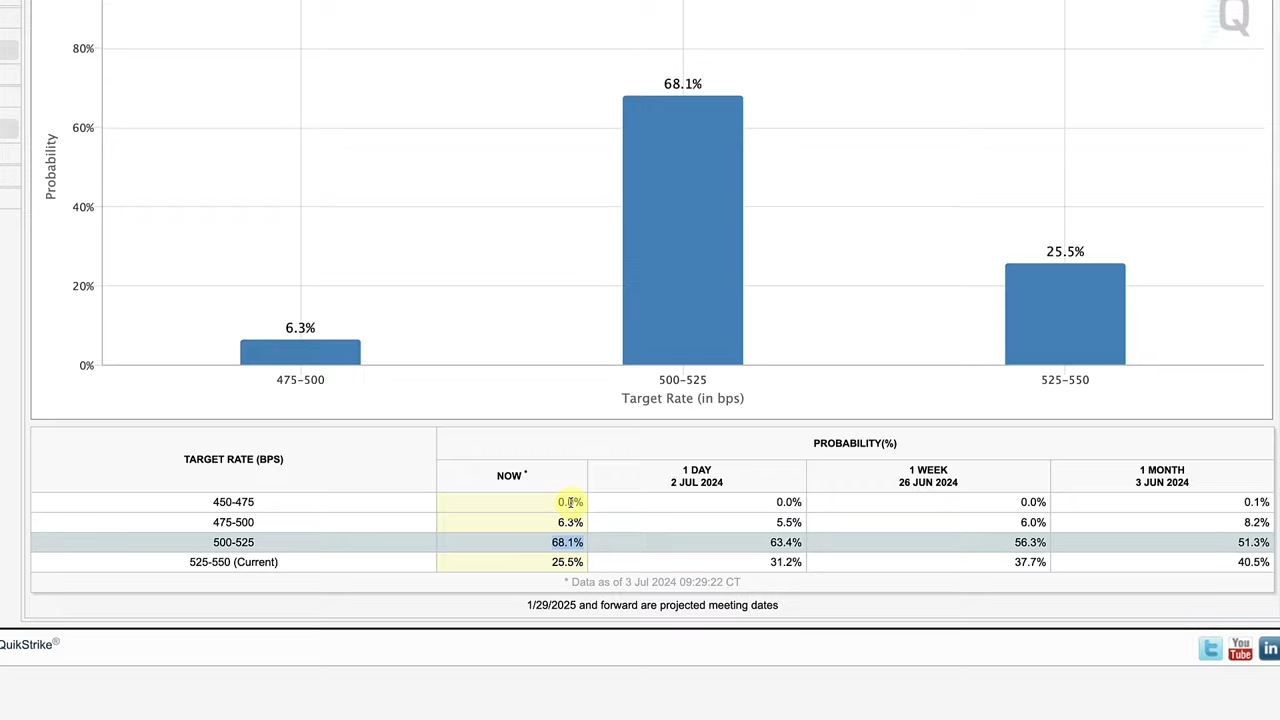 Q
80%
68.1%
60%
Probability
40%
25.5%
20%
6.3%
0%
475-500
500-525
525-550
Target Rate (in bps)
TARGET RATE (BPS)
PROBABILITY(%)
NOW *
1 DAY
2 JUL 2024
1 WEEK
26 JUN 2024
1 MONTH
3 JUN 2024
450-475 0.0% 0.0% 0.0% 0.1%
475-500 6.3% 5.5% 6.0% 8.2%
500-525 68.1% 63.4% 56.3% 51.3%
525-550 (Current) 25.5% 31.2% 37.7% 40.5%
* Data as of 3 Jul 2024 09:29:22 CT
1/29/2025 and forward are projected meeting dates
QuikStrike®
You
Tube
in